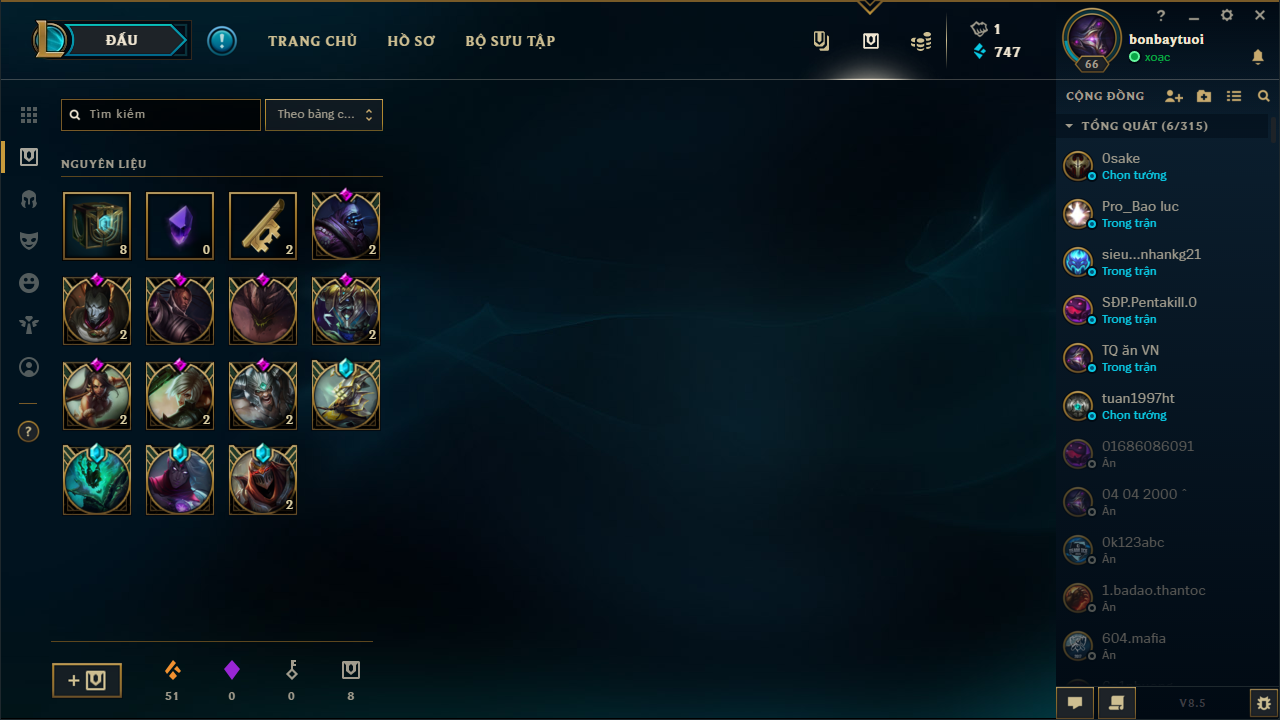 ĐẤU
TRANG CHỦ
HỒ SƠ
BỘ SƯU TẬP
1
747
66
bonbaytuoi
xoạc
Tìm kiếm
Theo bảng c...
NGUYÊN LIỆU
8
0
2
2
2
2
2
2
2
2
51
0
0
8
CỘNG ĐỒNG
TỔNG QUÁT (6/315)
0sake
Chọn tướng
Pro_Bao luc
Trong trận
sieu...nhankg21
Trong trận
SĐP.Pentakill.0
Trong trận
TQ ăn VN
Trong trận
tuan1997ht
Chọn tướng
01686086091
Ẩn
04 04 2000 ˆ
Ẩn
0k123abc
Ẩn
1.badao.thantoc
Ẩn
604.mafia
Ẩn
V8.5